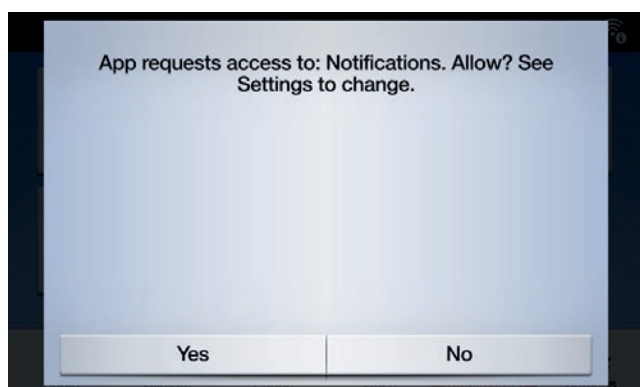 App requests access to: Notifications. Allow? See
Settings to change.
Yes
No